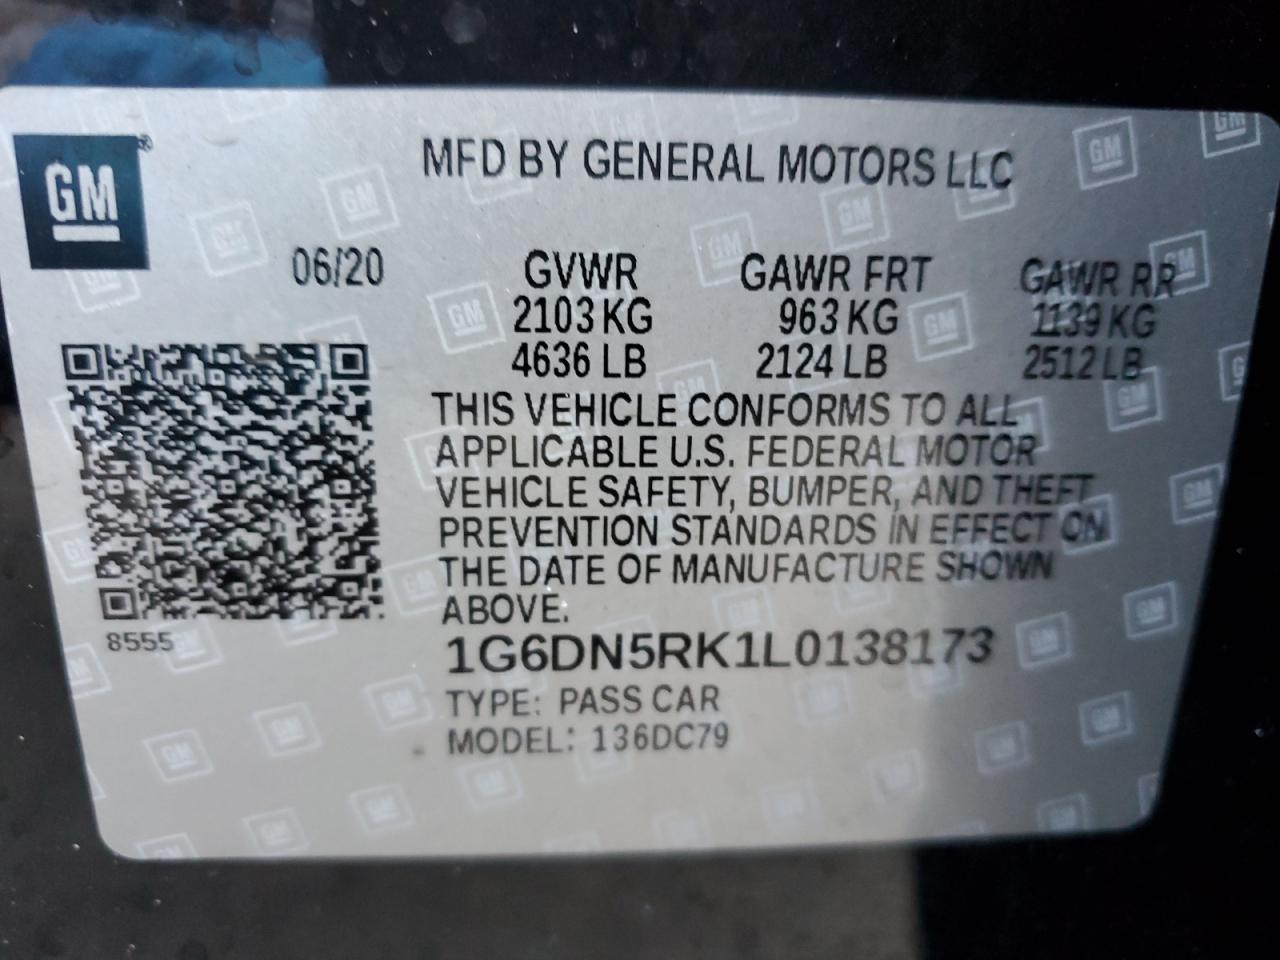 GM
MFD BY GENERAL MOTORS LLC
06/20
GVWR GAWR FRT GAWR RR
2103 KG 963 KG 1139 KG
4636 LB 2124 LB 2512 LB
THIS VEHICLE CONFORMS TO ALL
APPLICABLE U.S. FEDERAL MOTOR
VEHICLE SAFETY, BUMPER, AND THEFT
PREVENTION STANDARDS IN EFFECT ON
THE DATE OF MANUFACTURE SHOWN
ABOVE.
8555
1G6DN5RK1L0138173
TYPE: PASS CAR
MODEL: 136DC79